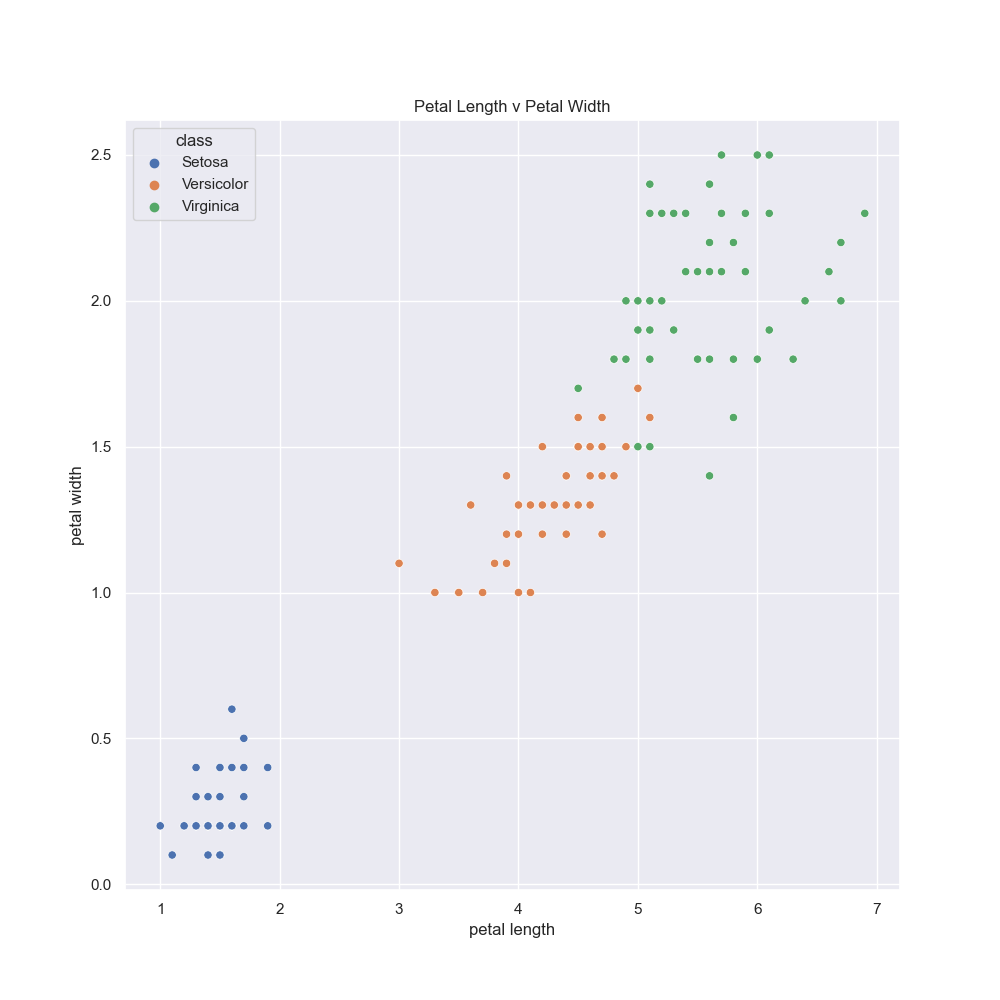 Petal Length v Petal Width
class
Setosa
Versicolor
Virginica
2.5
2.0
1.5
1.0
0.5
0.0
petal width
1 2 3 4 5 6 7
petal length